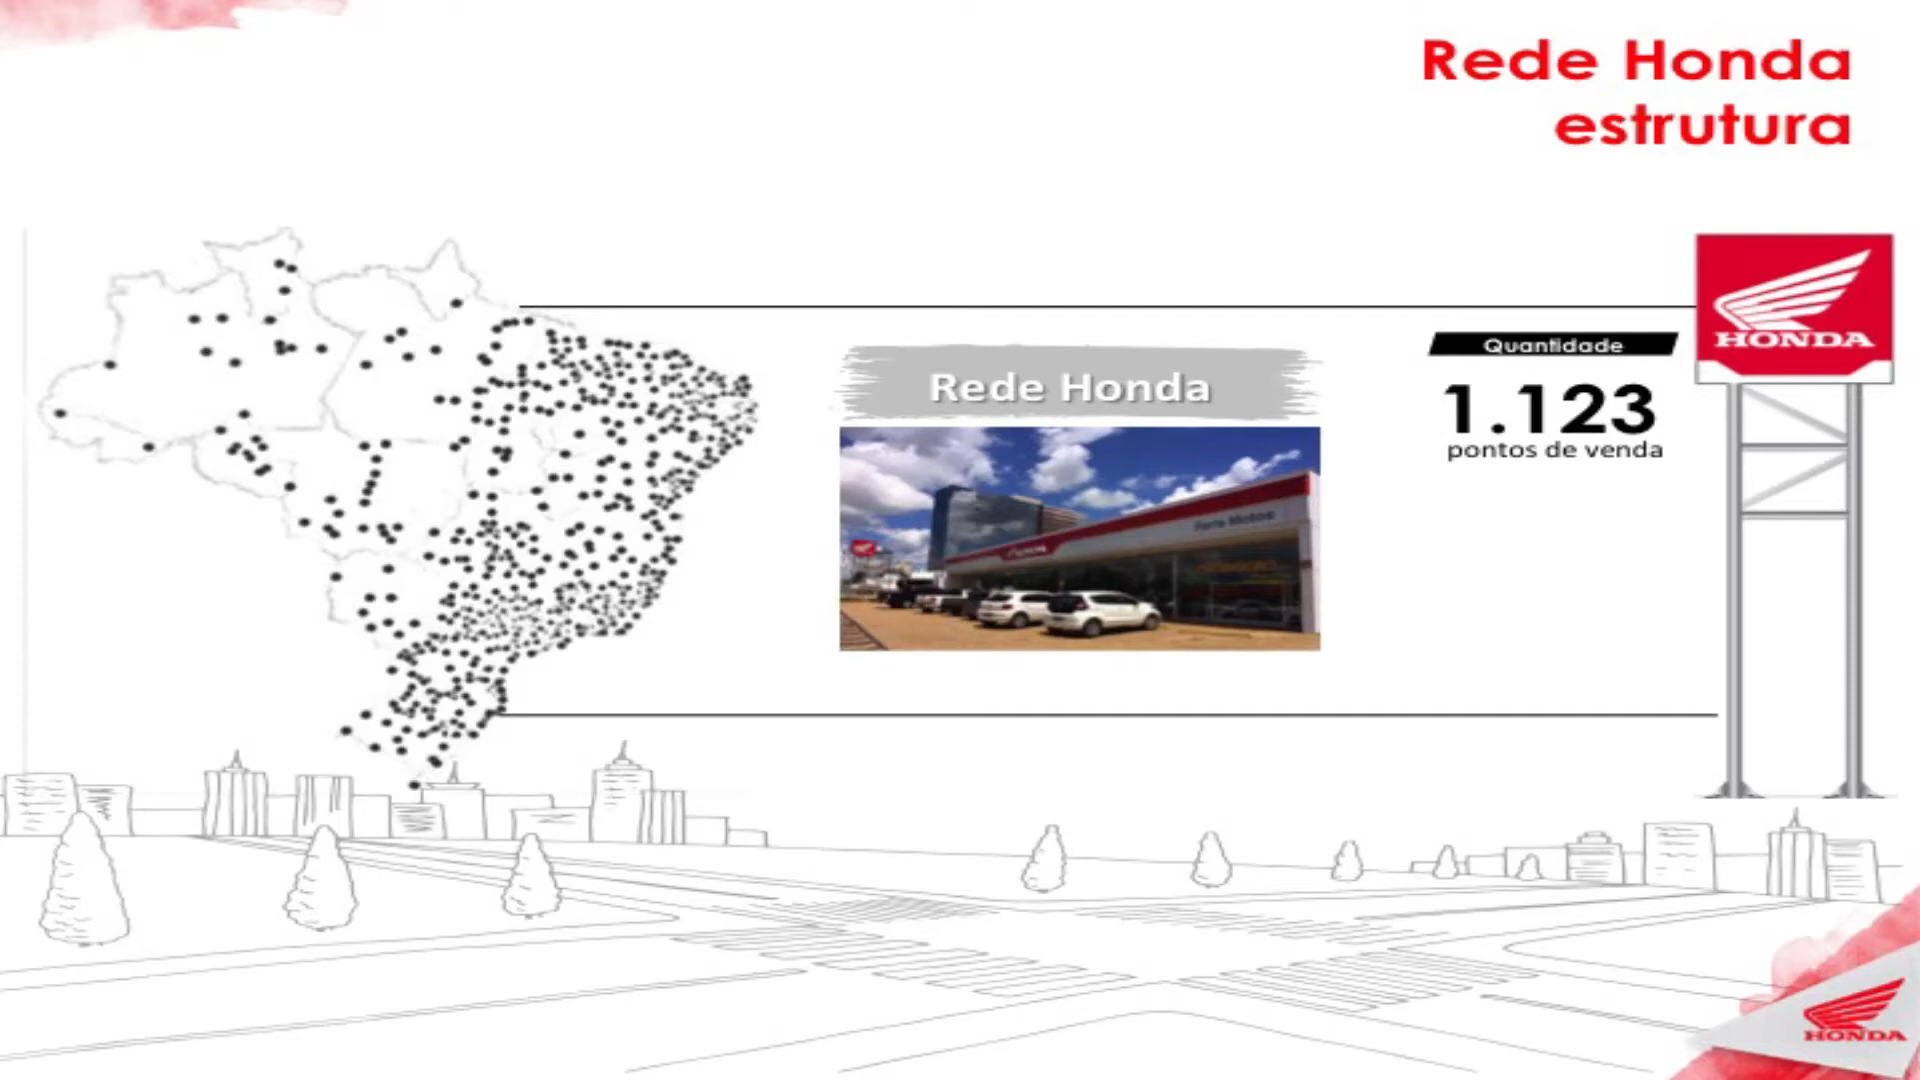 Rede Honda
estrutura
HONDA
Quantidade
Rede Honda
1.123
pontos de venda
HONDA